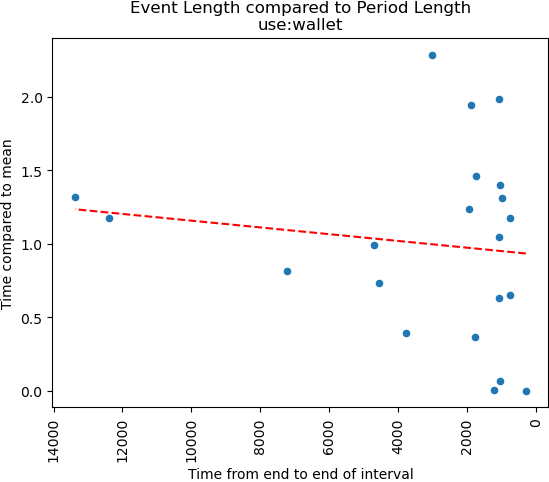 Event Length compared to Period Length
use:wallet
Time compared to mean
2.0
1.5
1.0
0.5
0.0
14000 12000 10000 8000 6000 4000 2000 0
Time from end to end of interval